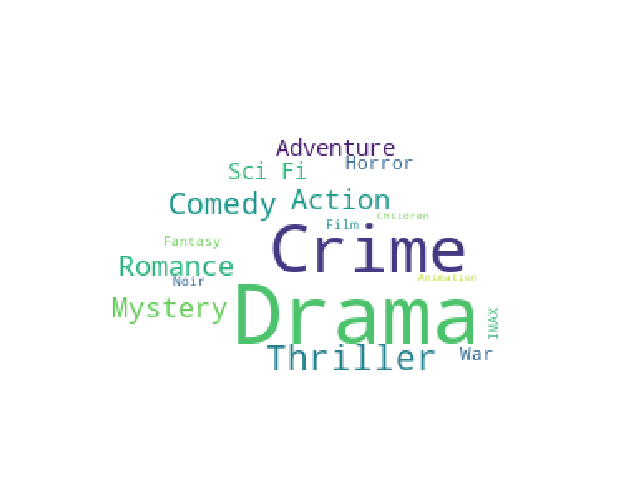 Adventure
Horror
Sci Fi
Comedy
Action
Children
Film
Crime
Fantasy
Romance
Noir
Animation
Mystery
Drama
IMAX
Thriller
War